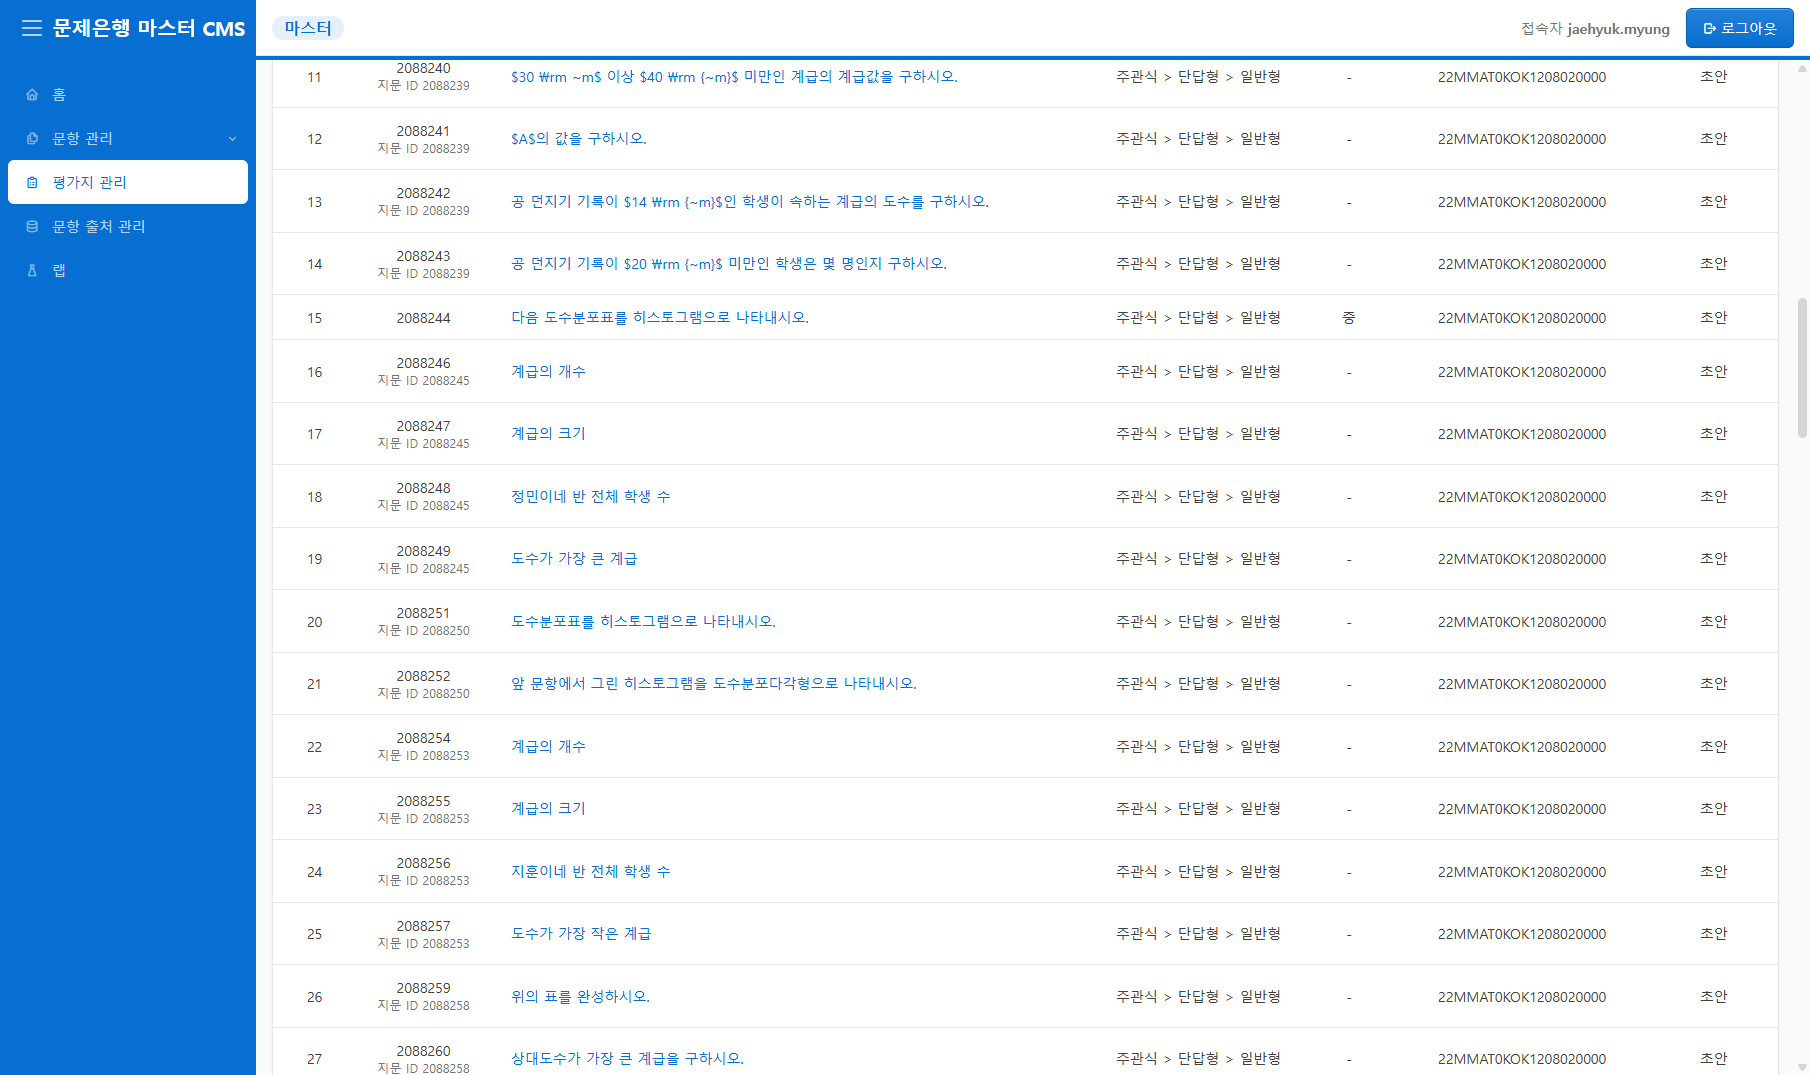 문제은행 마스터 CMS
마스터
접속자 jaehyuk.myung
로그아웃
홈
문항 관리
평가지 관리
문항 출처 관리
랩
11 2088240 지문 ID 2088239 $30 ₩rm ~m$ 이상 $40 ₩rm {~m}$ 미만인 계급의 계급값을 구하시오. 주관식 > 단답형 > 일반형 - 22MMAT0KOK1208020000 초안
12 2088241 지문 ID 2088239 $A$의 값을 구하시오. 주관식 > 단답형 > 일반형 - 22MMAT0KOK1208020000 초안
13 2088242 지문 ID 2088239 공 던지기 기록이 $14 ₩rm {~m}$인 학생이 속하는 계급의 도수를 구하시오. 주관식 > 단답형 > 일반형 - 22MMAT0KOK1208020000 초안
14 2088243 지문 ID 2088239 공 던지기 기록이 $20 ₩rm {~m}$ 미만인 학생은 몇 명인지 구하시오. 주관식 > 단답형 > 일반형 - 22MMAT0KOK1208020000 초안
15 2088244 다음 도수분포표를 히스토그램으로 나타내시오. 주관식 > 단답형 > 일반형 중 22MMAT0KOK1208020000 초안
16 2088246 지문 ID 2088245 계급의 개수 주관식 > 단답형 > 일반형 - 22MMAT0KOK1208020000 초안
17 2088247 지문 ID 2088245 계급의 크기 주관식 > 단답형 > 일반형 - 22MMAT0KOK1208020000 초안
18 2088248 지문 ID 2088245 정민이네 반 전체 학생 수 주관식 > 단답형 > 일반형 - 22MMAT0KOK1208020000 초안
19 2088249 지문 ID 2088245 도수가 가장 큰 계급 주관식 > 단답형 > 일반형 - 22MMAT0KOK1208020000 초안
20 2088251 지문 ID 2088250 도수분포표를 히스토그램으로 나타내시오. 주관식 > 단답형 > 일반형 - 22MMAT0KOK1208020000 초안
21 2088252 지문 ID 2088250 앞 문항에서 그린 히스토그램을 도수분포다각형으로 나타내시오. 주관식 > 단답형 > 일반형 - 22MMAT0KOK1208020000 초안
22 2088254 지문 ID 2088253 계급의 개수 주관식 > 단답형 > 일반형 - 22MMAT0KOK1208020000 초안
23 2088255 지문 ID 2088253 계급의 크기 주관식 > 단답형 > 일반형 - 22MMAT0KOK1208020000 초안
24 2088256 지문 ID 2088253 지훈이네 반 전체 학생 수 주관식 > 단답형 > 일반형 - 22MMAT0KOK1208020000 초안
25 2088257 지문 ID 2088253 도수가 가장 작은 계급 주관식 > 단답형 > 일반형 - 22MMAT0KOK1208020000 초안
26 2088259 지문 ID 2088258 위의 표를 완성하시오. 주관식 > 단답형 > 일반형 - 22MMAT0KOK1208020000 초안
27 2088260 지문 ID 2088258 상대도수가 가장 큰 계급을 구하시오. 주관식 > 단답형 > 일반형 - 22MMAT0KOK1208020000 초안